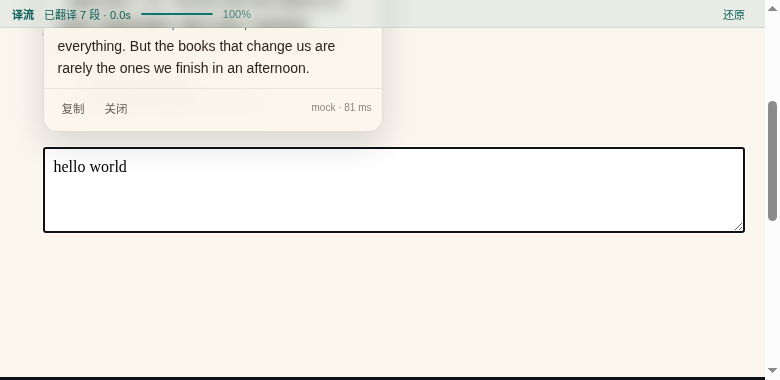 译流 已翻译 7 段 · 0.0s 100% 还原
everything. But the books that change us are
rarely the ones we finish in an afternoon.
复制 关闭 mock · 81 ms
hello world